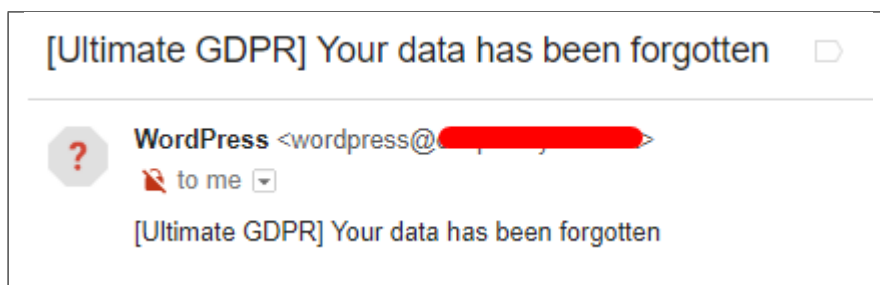 [Ultimate GDPR] Your data has been forgotten
?
WordPress <wordpress@
to me
[Ultimate GDPR] Your data has been forgotten